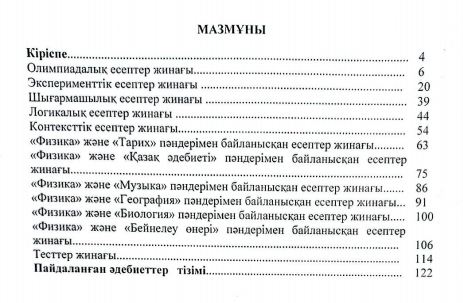 МАЗМҰНЫ
Кіріспе.......................................................................................... 4
Олимпиадалық есептер жинағы ................................................ 6
Эксперименттік есептер жинағы ............................................... 20
Шығармашылық есептер жинағы .............................................. 39
Логикалық есептер жинағы ........................................................ 44
Контексттік есептер жинағы....................................................... 54
«Физика» және «Тарих» пәндерімен байланысқан есептер жинағы....... 63
«Физика» және «Қазақ әдебиеті» пәндерімен байланысқан есептер
жинағы.......................................................................................... 75
«Физика» және «Музыка» пәндерімен байланысқан есептер жинағы.... 86
«Физика» және «География» пәндерімен байланысқан есептер жинағы.. 91
«Физика» және «Биология» пәндерімен байланысқан есептер жинағы.... 100
«Физика» және «Бейнелеу өнері» пәндерімен байланысқан есептер
жинағы.......................................................................................... 106
Тесттер жинағы............................................................................ 114
Пайдаланған әдебиеттер тізімі................................................... 122